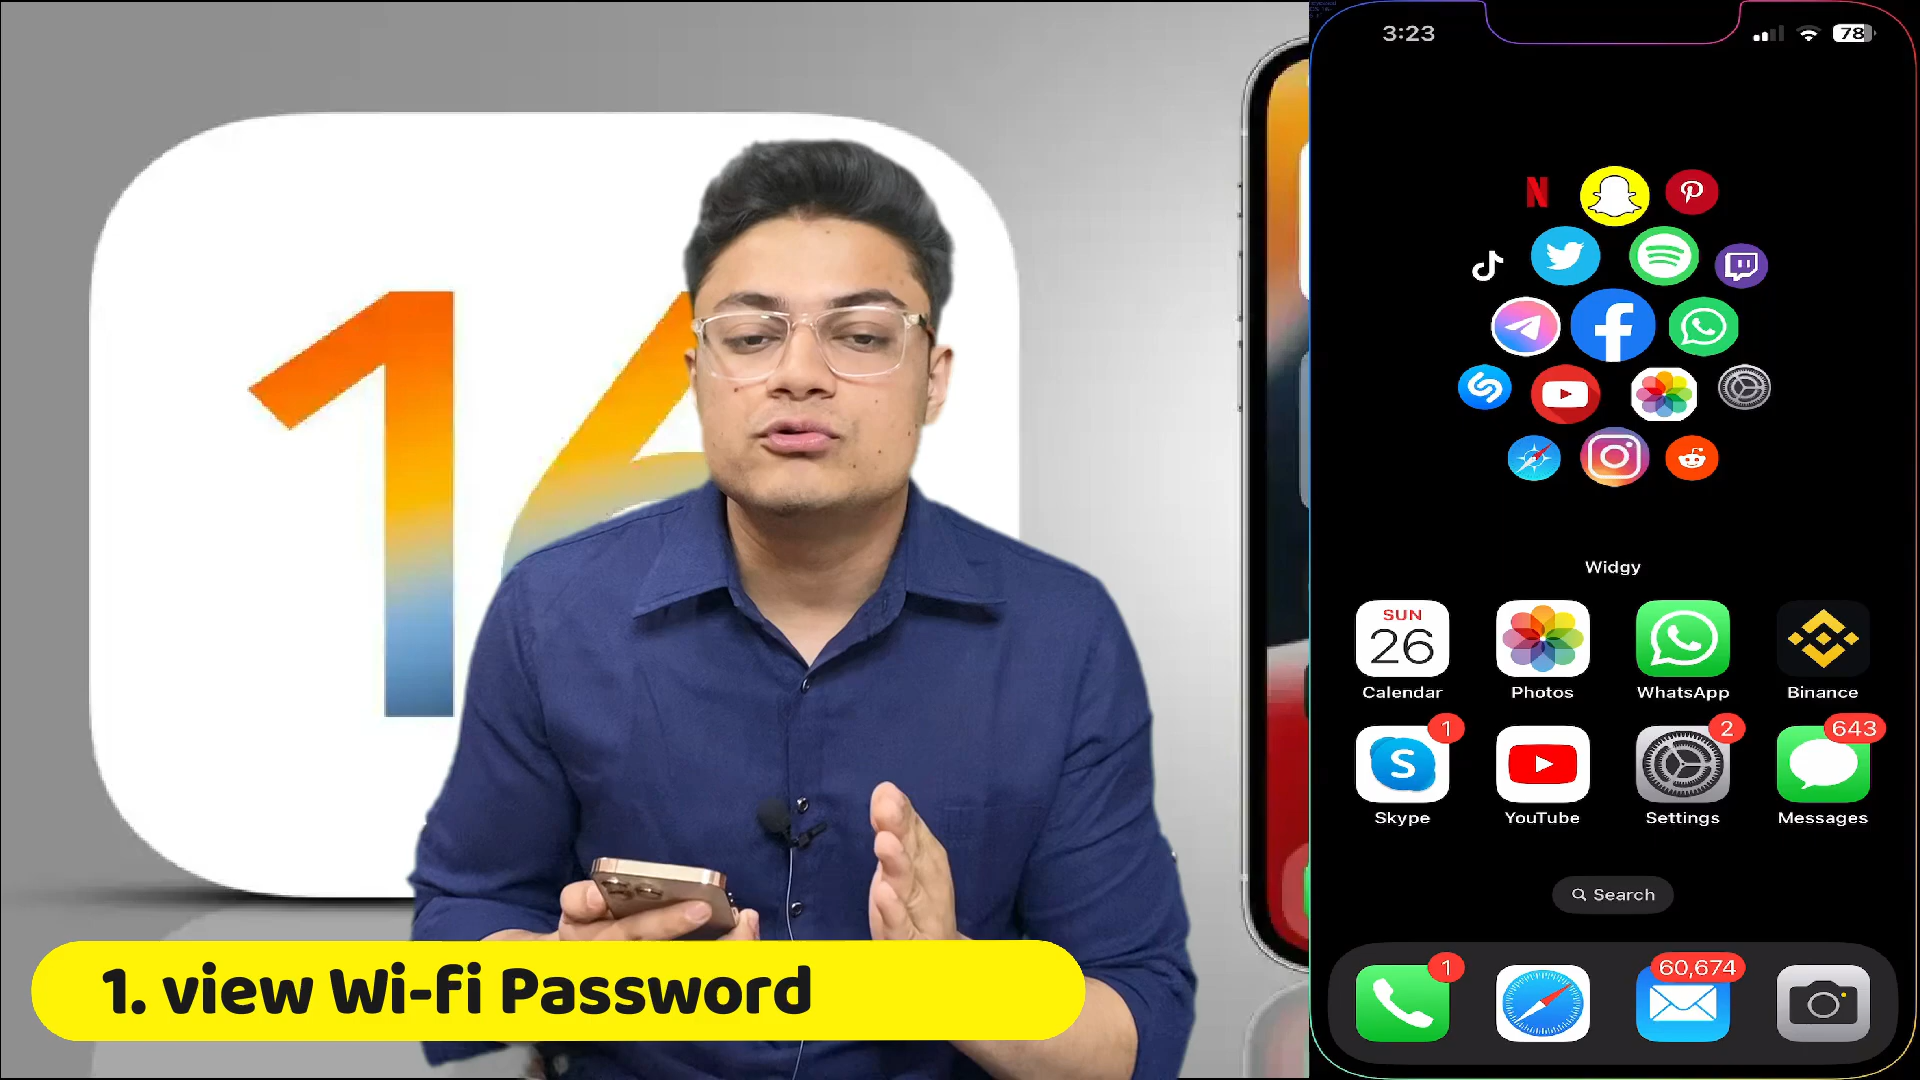 16
1. view Wi-fi Password
3:23
78
N
Widgy
SUN
26
Calendar
Photos
WhatsApp
Binance
1
S
Skype
YouTube
2
Settings
643
Messages
Search
1
60,674